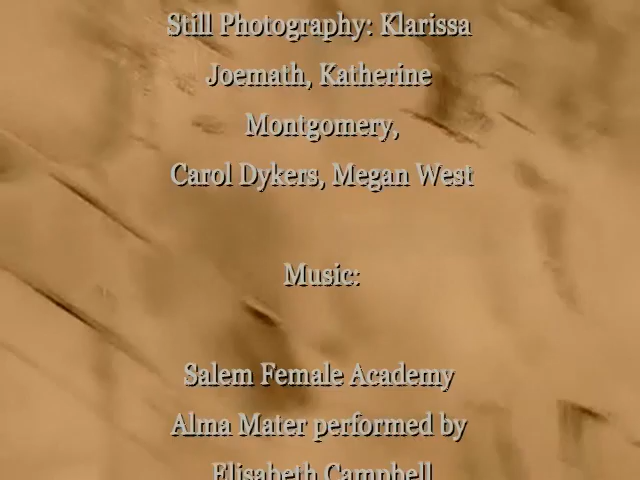 Still Photography: Klarissa
Joemath, Katherine
Montgomery,
Carol Dykers, Megan West
Music:
Salem Female Academy
Alma Mater performed by
Elisabeth Campbell